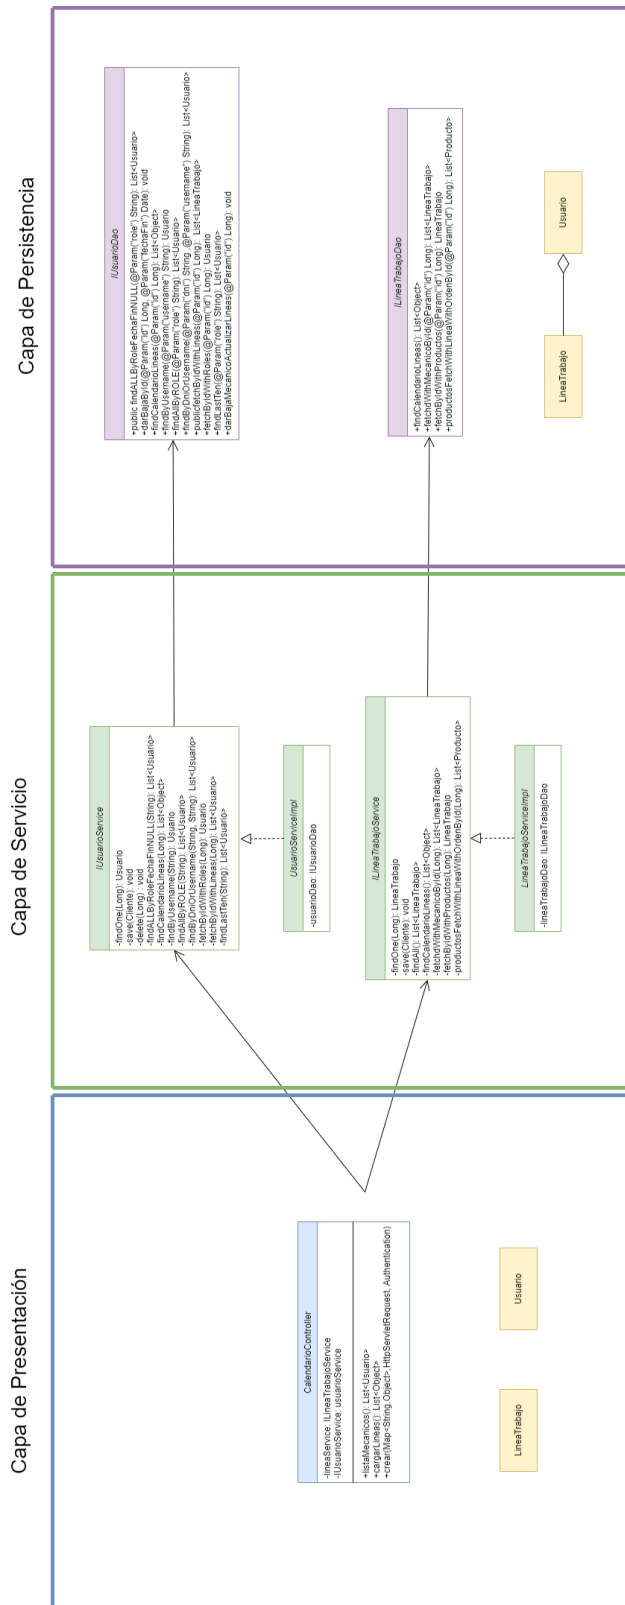 Capa de Presentación
CalendarioController
-lineaService: ILineaTrabajoService
-IUsuarioService: usuarioService
+listaMecanicos(): List<Usuario>
+cargarLineas(): List<Object>
+crear(Map<String,Object>,HttpServletRequest, Authentication)
LineaTrabajo
Usuario
Capa de Servicio
IUsuarioService
-findOne(Long): Usuario
-save(Cliente): void
-delete(Long) : void
-findALLByRoleFechaFinNULL(String): List<Usuario>
-findCalendarioLineas(Long): List<Object>
-findByUsername(String): Usuario
-findAllByROLE(String): List<Usuario>
-findByDniOrUsername(String, String): List<Usuario>
-fetchByIdWithRoles(Long): Usuario
-fetchByIdWithLineas(Long): List<Usuario>
-findLastTen(String): List<Usuario>
UsuarioServiceImpl
-usuarioDao: IUsuarioDao
ILineaTrabajoService
-findOne(Long): LineaTrabajo
-save(Cliente): void
-findAll(): List<LineaTrabajo>
-findCalendarioLineas(): List<Object>
-fetchdWithMecanicoById(Long): List<LineaTrabajo>
-fetchByIdWithProductos(Long): LineaTrabajo
-productosFetchWithLineaWithOrdenById(Long): List<Producto>
LineaTrabajoServiceImpl
-lineaTrabajoDao: ILineaTrabajoDao
Capa de Persistencia
IUsuarioDao
+public findALLByRoleFechaFinNULL(@Param("role") String): List<Usuario>
+darBajaById(@Param("id") Long, @Param("fechaFin") Date): void
+findCalendarioLineas(@Param("id") Long): List<Object>
+findByUsername(@Param("username") String): Usuario
+findAllByROLE(@Param("role") String): List<Usuario>
+findByDniOrUsername(@Param("dni") String ,@Param("username") String): List<Usuario>
+publicfetchByIdWithLineas(@Param("id") Long): List<LineaTrabajo>
+fetchByIdWithRoles(@Param("id") Long): Usuario
+findLastTen(@Param("role") String): List<Usuario>
+darBajaMecanicoActualizarLineas(@Param("id") Long): void
ILineaTrabajoDao
+findCalendarioLineas(): List<Object>
+fetchdWithMecanicoById(@Param("id") Long): List<LineaTrabajo>
+fetchByIdWithProductos(@Param("id") Long): LineaTrabajo
+productosFetchWithLineaWithOrdenById(@Param("id") Long): List<Producto>
LineaTrabajo
Usuario